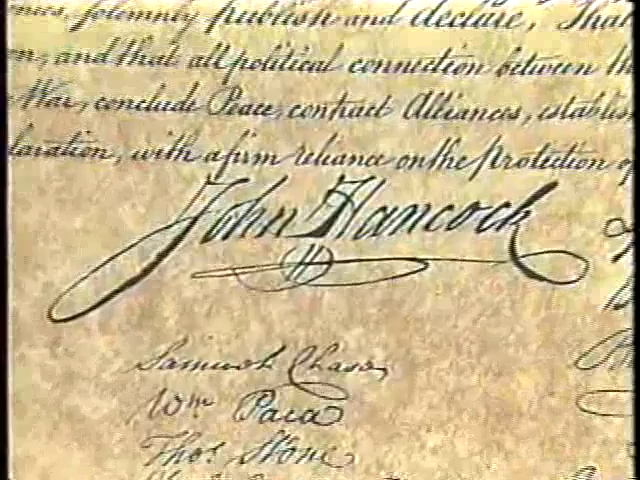 solemnly publish and declare, That
and that all political connection between
War, conclude Peace, contract Alliances, establish
with a firm reliance on the Protection of
John Hancock
Samuel Chase
Wm Paca
Thos Stone